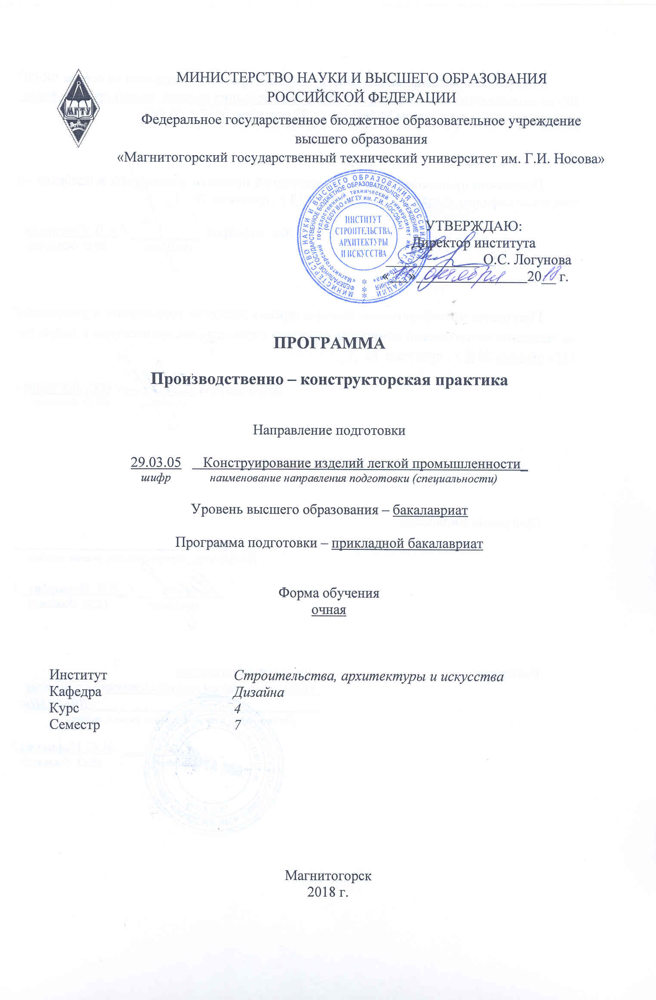 МГТУ
МИНИСТЕРСТВО НАУКИ И ВЫСШЕГО ОБРАЗОВАНИЯ
РОССИЙСКОЙ ФЕДЕРАЦИИ
Федеральное государственное бюджетное образовательное учреждение
высшего образования
«Магнитогорский государственный технический университет им. Г.И. Носова»
МИНИСТЕРСТВО НАУКИ И ВЫСШЕГО ОБРАЗОВАНИЯ РОССИЙСКОЙ ФЕДЕРАЦИИ
ФЕДЕРАЛЬНОЕ ГОСУДАРСТВЕННОЕ БЮДЖЕТНОЕ ОБРАЗОВАТЕЛЬНОЕ УЧРЕЖДЕНИЕ ВЫСШЕГО ОБРАЗОВАНИЯ
«Магнитогорский государственный технический университет им. Г.И. Носова»
(ФГБОУ ВО «МГТУ им. Г.И. НОСОВА»)
ИНСТИТУТ
СТРОИТЕЛЬСТВА,
АРХИТЕКТУРЫ
И ИСКУССТВА
УТВЕРЖДАЮ:
Директор института
О.С. Логунова
« » октября 2018 г.
ПРОГРАММА
Производственно – конструкторская практика
Направление подготовки
29.03.05 Конструирование изделий легкой промышленности
шифр наименование направления подготовки (специальности)
Уровень высшего образования – бакалавриат
Программа подготовки – прикладной бакалавриат
Форма обучения
очная
Институт Строительства, архитектуры и искусства
Кафедра Дизайна
Курс 4
Семестр 7
Магнитогорск
2018 г.